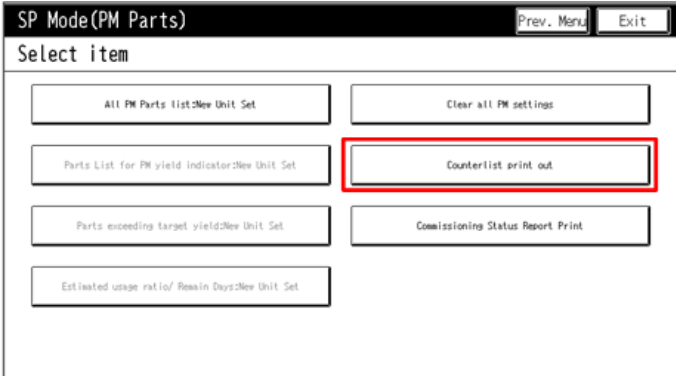 SP Mode(PM Parts)
Prev. Menu
Exit
Select item
All PM Parts list:New Unit Set
Clear all PM settings
Parts List for PM yield indicator:New Unit Set
Counterlist print out
Parts exceeding target yield:New Unit Set
Commissioning Status Report Print
Estimated usage ratio/ Remain Days:New Unit Set